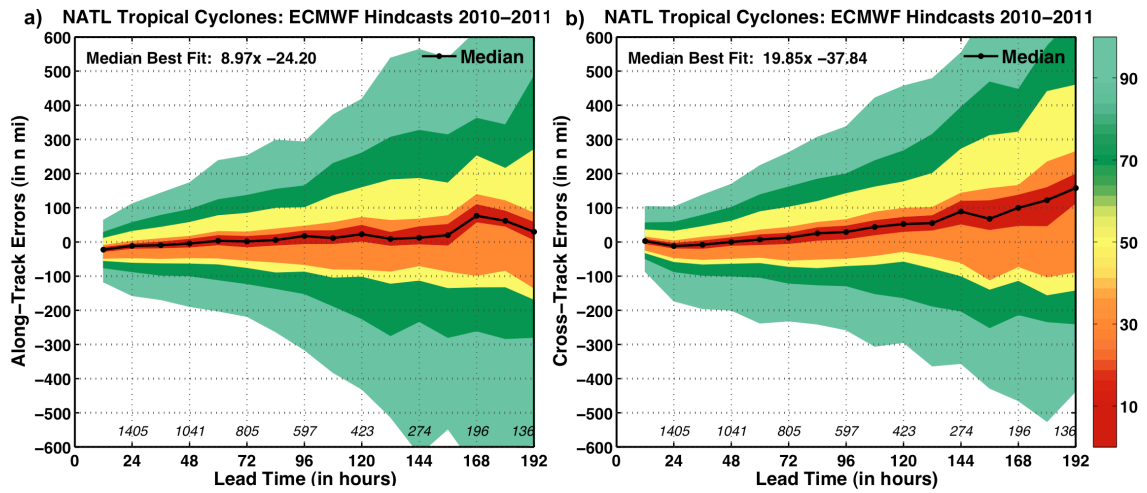 a) NATL Tropical Cyclones: ECMWF Hindcasts 2010−2011
Median Best Fit: 8.97x −24.20
Median
Along−Track Errors (in n mi)
600
500
400
300
200
100
0
−100
−200
−300
−400
−500
−600
1405 1041 805 597 423 274 196 136
0 24 48 72 96 120 144 168 192
Lead Time (in hours)
b) NATL Tropical Cyclones: ECMWF Hindcasts 2010−2011
Median Best Fit: 19.85x −37.84
Median
Cross−Track Errors (in n mi)
600
500
400
300
200
100
0
−100
−200
−300
−400
−500
−600
1405 1041 805 597 423 274 196 136
0 24 48 72 96 120 144 168 192
Lead Time (in hours)
90
70
50
30
10